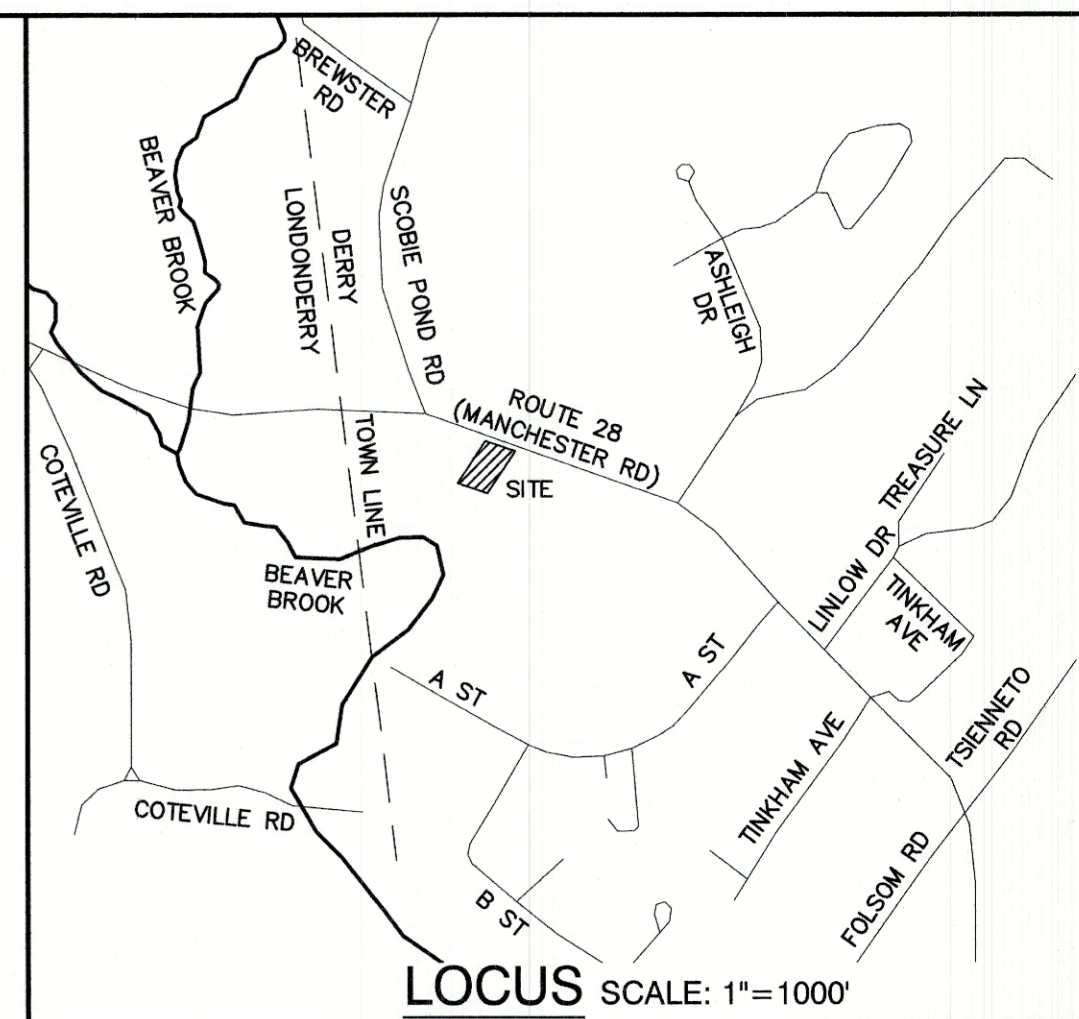 BREWSTER
RD
BEAVER BROOK
LONDONDERRY
DERRY
SCOBIE POND RD
ASHLEIGH
DR
ROUTE 28
(MANCHESTER RD)
TOWN LINE
SITE
COTEVILLE RD
BEAVER
BROOK
TREASURE LN
LINLOW DR
TINKHAM
AVE
A ST
A ST
TSIENNETO
RD
TINKHAM AVE
COTEVILLE RD
FOLSOM RD
B ST
LOCUS SCALE: 1"=1000'